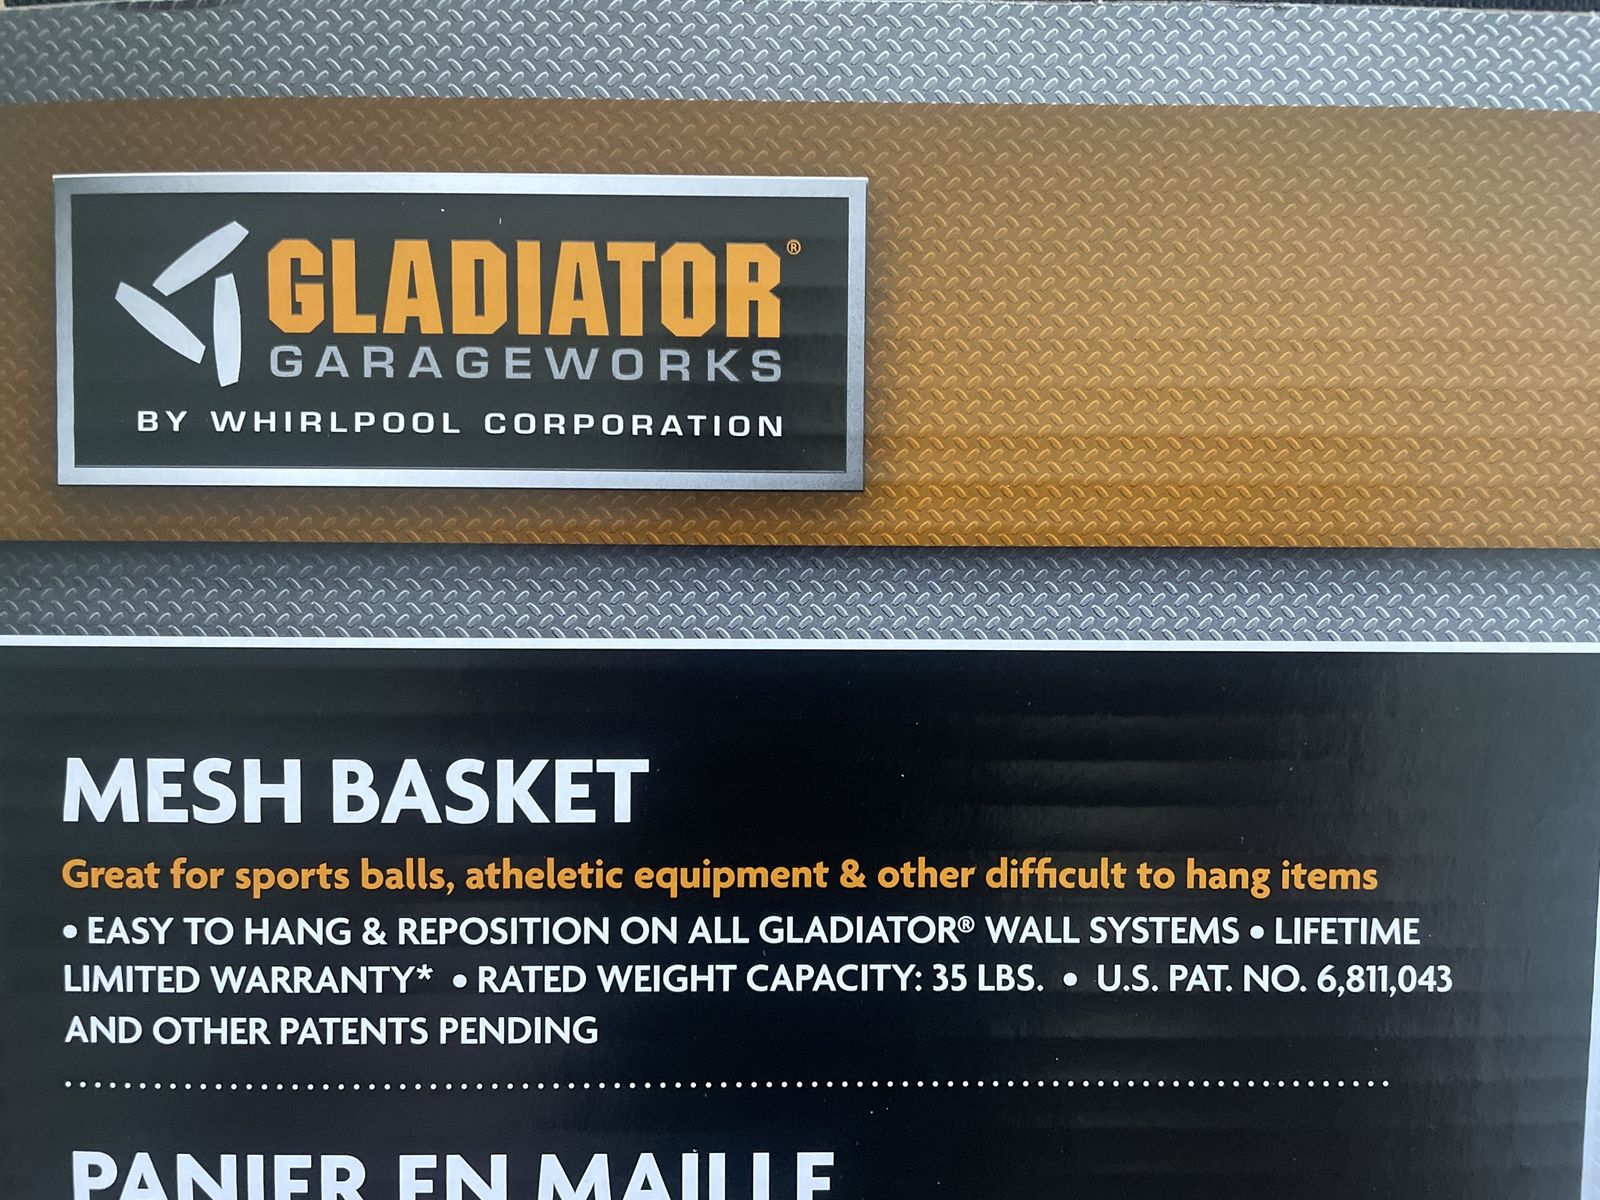 GLADIATOR®
GARAGEWORKS
BY WHIRLPOOL CORPORATION
MESH BASKET
Great for sports balls, atheletic equipment & other difficult to hang items
• EASY TO HANG & REPOSITION ON ALL GLADIATOR® WALL SYSTEMS • LIFETIME
LIMITED WARRANTY* • RATED WEIGHT CAPACITY: 35 LBS. • U.S. PAT. NO. 6,811,043
AND OTHER PATENTS PENDING
PANIER EN MAILLE